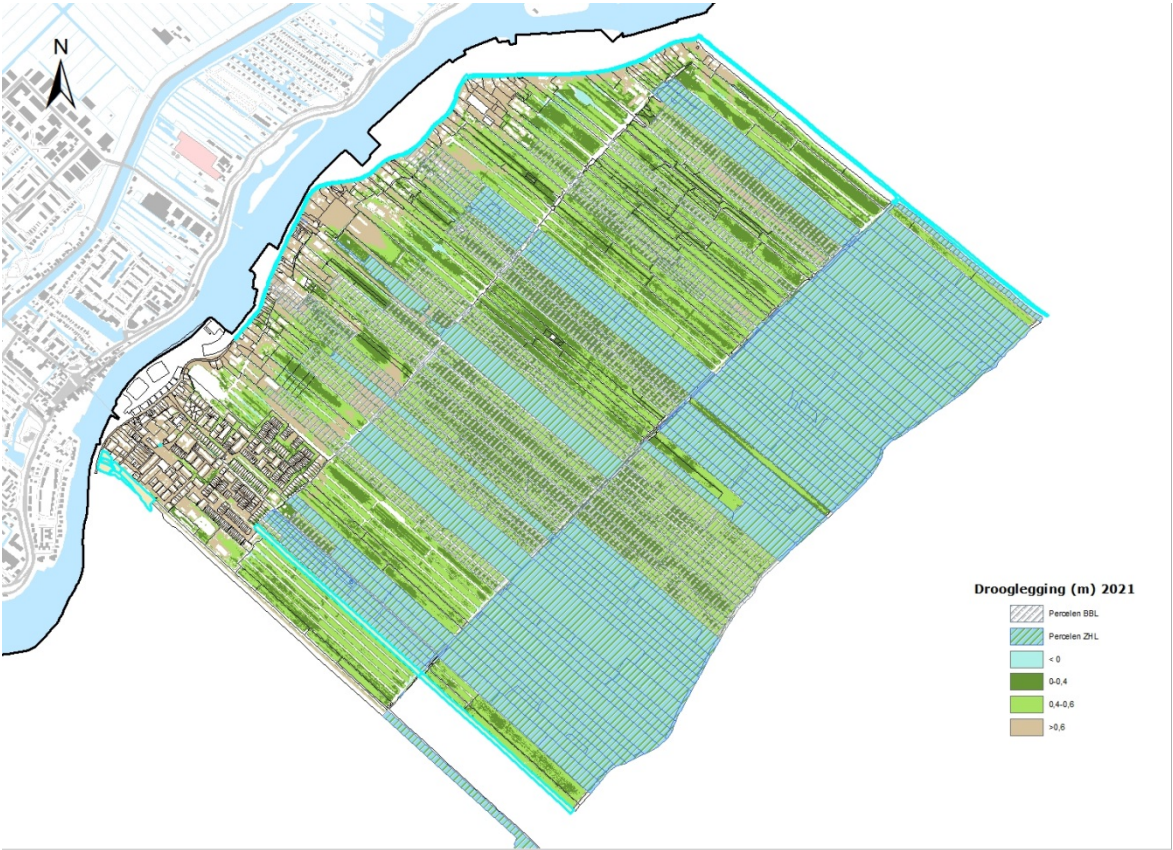 N
Drooglegging (m) 2021
Percelen BBL
Percelen ZHL
< 0
0-0,4
0,4-0,6
>0,6